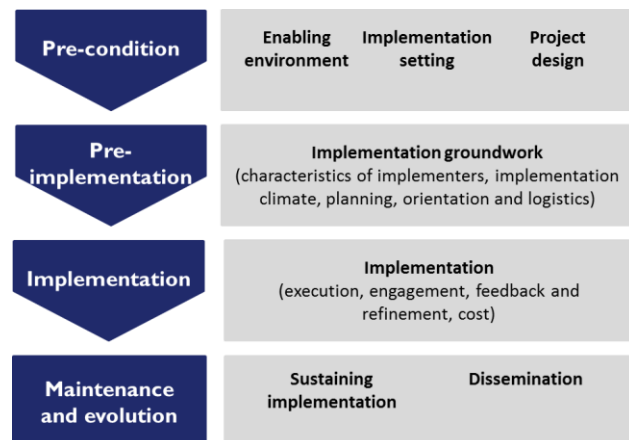 Pre-condition
Enabling environment
Implementation setting
Project design
Pre-
implementation
Implementation groundwork
(characteristics of implementers, implementation
climate, planning, orientation and logistics)
Implementation
Implementation
(execution, engagement, feedback and
refinement, cost)
Maintenance
and evolution
Sustaining
implementation
Dissemination